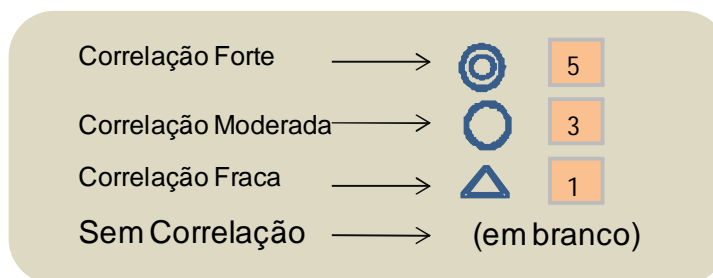 Correlação Forte 5
Correlação Moderada 3
Correlação Fraca 1
Sem Correlação (em branco)